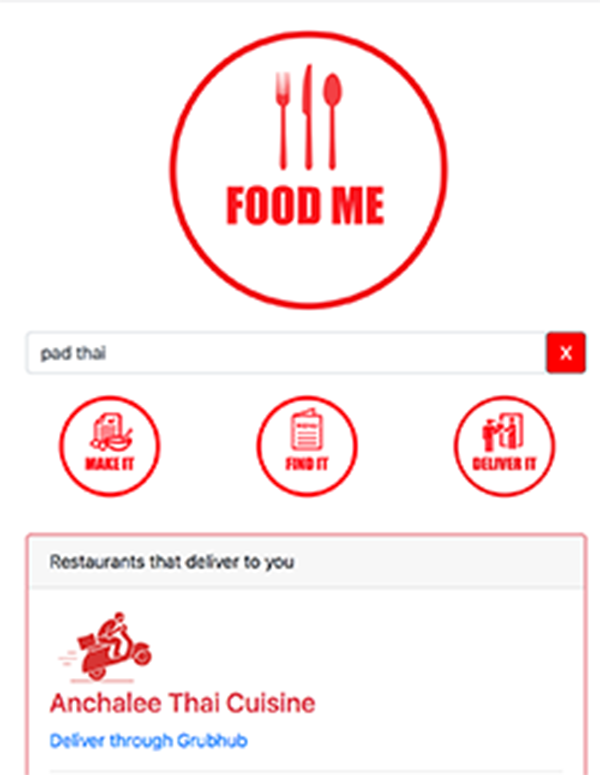 FOOD ME
pad thai
X
MAKE IT
MENU
FIND IT
DELIVER IT
Restaurants that deliver to you
Anchalee Thai Cuisine
Deliver through Grubhub